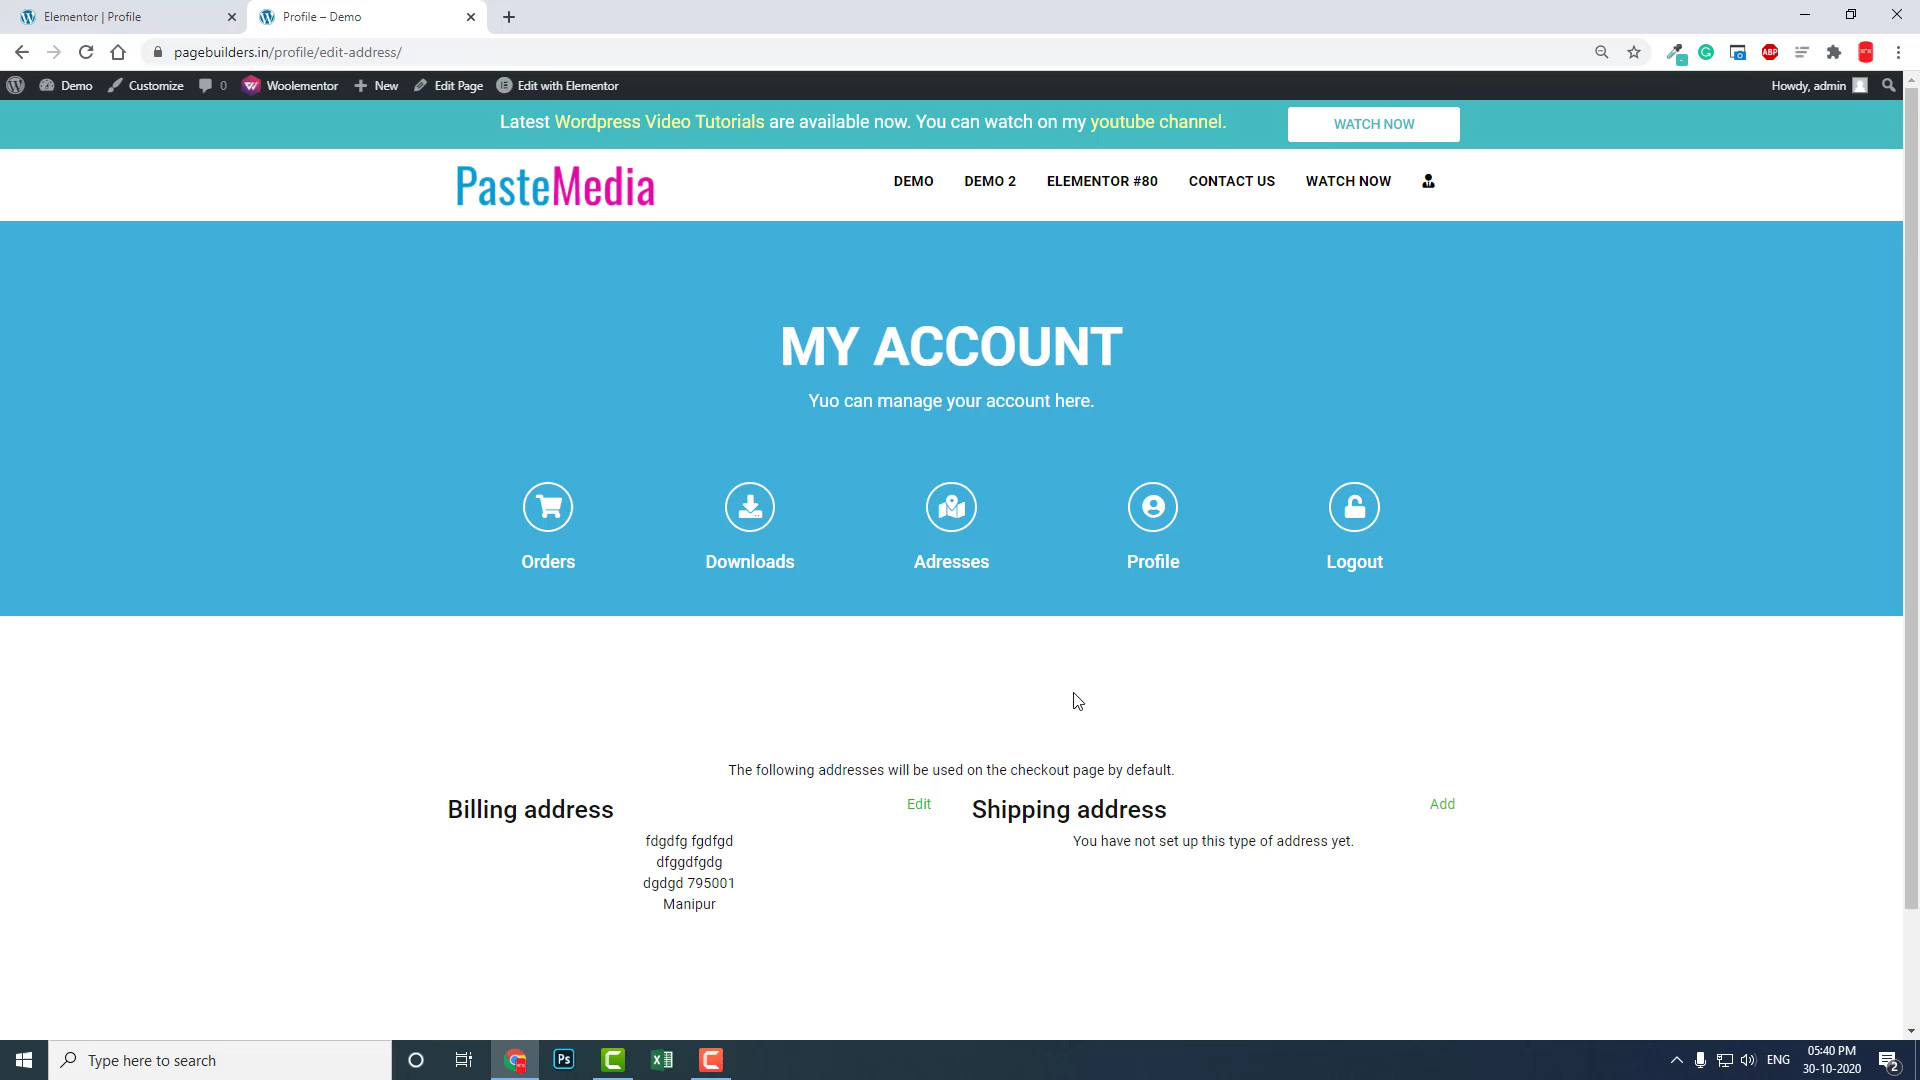 Elementor | Profile
Profile – Demo
pagebuilders.in/profile/edit-address/
ABP
Demo Customize 0 Woolementor New Edit Page Edit with Elementor
Howdy, admin
Latest Wordpress Video Tutorials are available now. You can watch on my youtube channel.
WATCH NOW
PasteMedia
DEMO DEMO 2 ELEMENTOR #80 CONTACT US WATCH NOW
MY ACCOUNT
Yuo can manage your account here.
Orders Downloads Adresses Profile Logout
The following addresses will be used on the checkout page by default.
Billing address Edit
fdgdfg fgdfgd
dfggdfgdg
dgdgd 795001
Manipur
Shipping address Add
You have not set up this type of address yet.
Type here to search
Ps
ENG
05:40 PM
30-10-2020
2